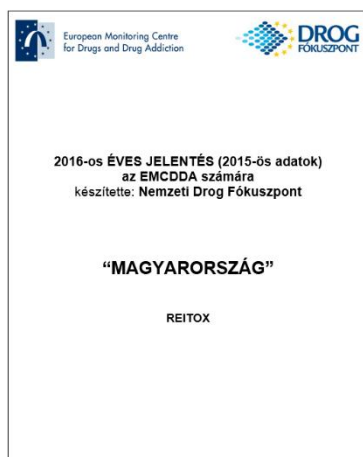 European Monitoring Centre
for Drugs and Drug Addiction
DROG
FÓKUSZPONT
2016-os ÉVES JELENTÉS (2015-ös adatok)
az EMCDDA számára
készítette: Nemzeti Drog Fókuszpont
“MAGYARORSZÁG”
REITOX